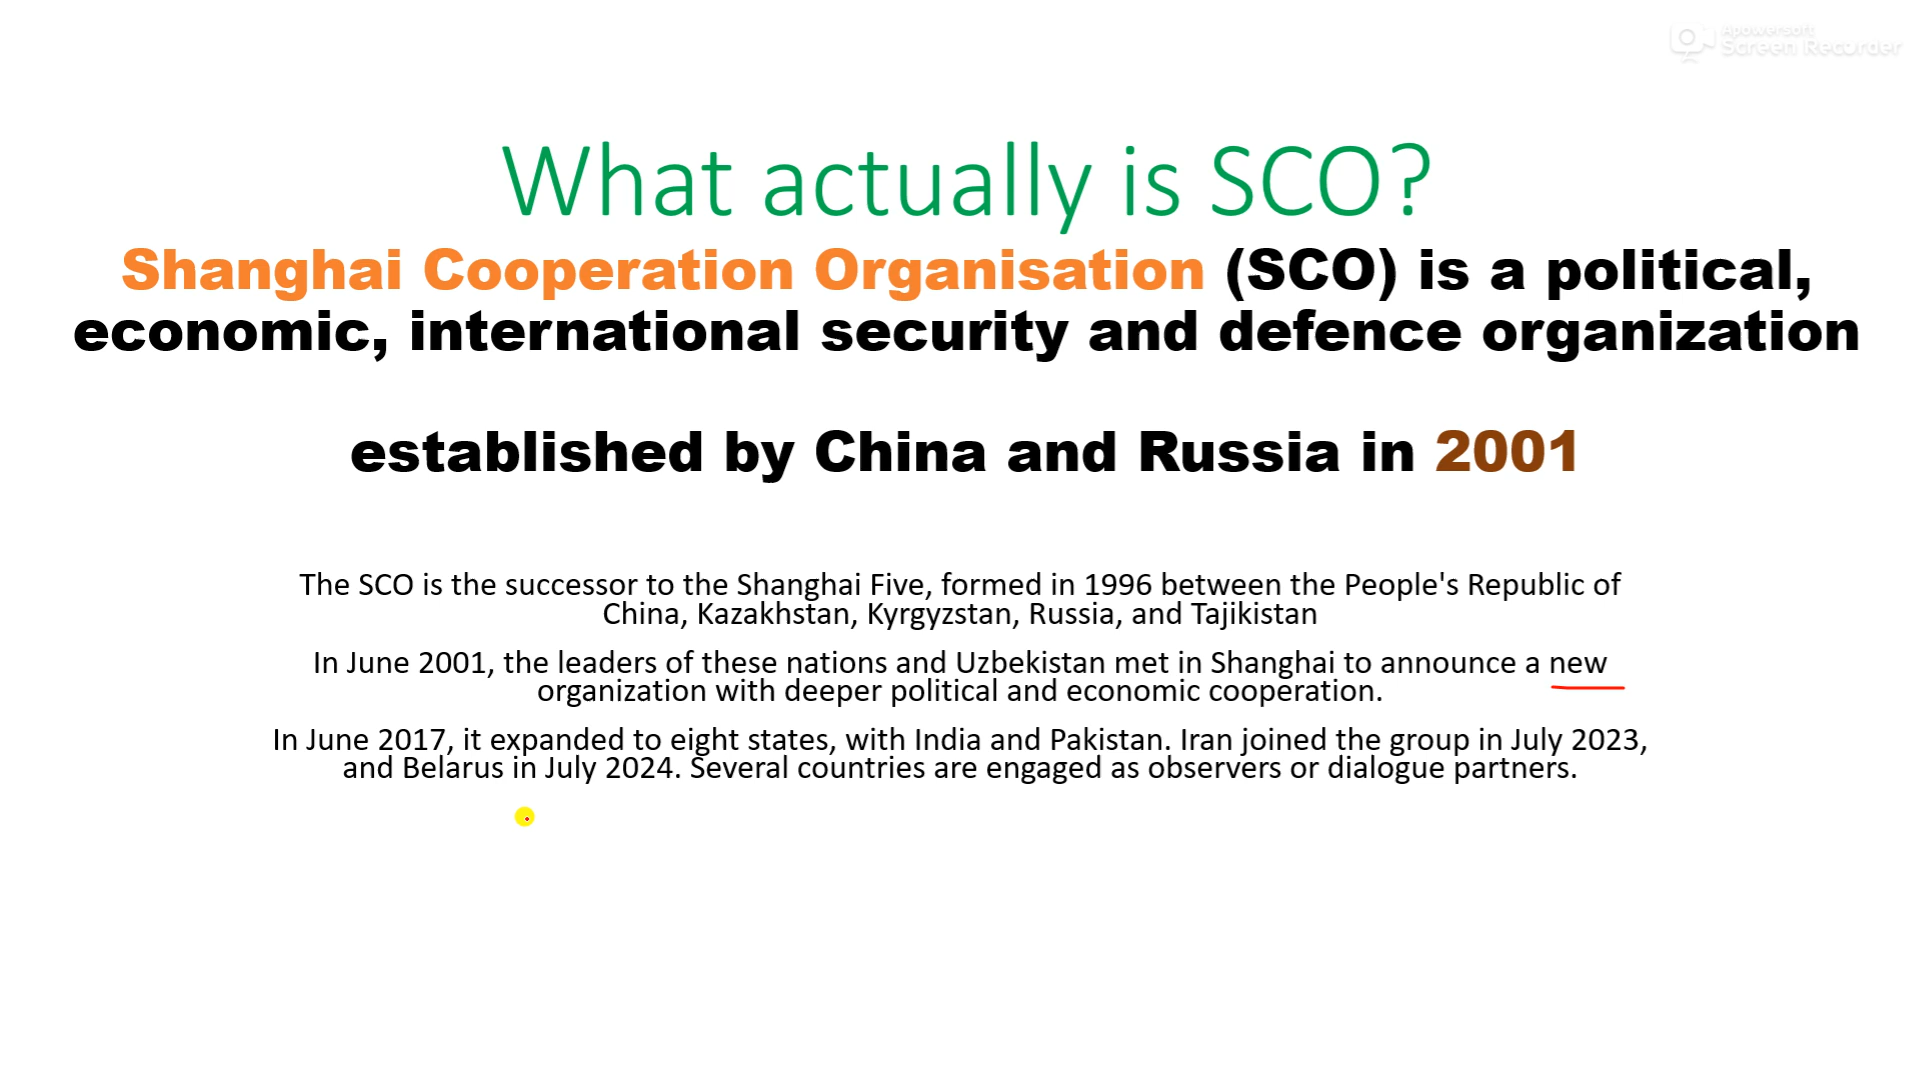 Apowersoft
Screen Recorder
What actually is SCO?
Shanghai Cooperation Organisation (SCO) is a political,
economic, international security and defence organization
established by China and Russia in 2001
The SCO is the successor to the Shanghai Five, formed in 1996 between the People's Republic of
China, Kazakhstan, Kyrgyzstan, Russia, and Tajikistan
In June 2001, the leaders of these nations and Uzbekistan met in Shanghai to announce a new
organization with deeper political and economic cooperation.
In June 2017, it expanded to eight states, with India and Pakistan. Iran joined the group in July 2023,
and Belarus in July 2024. Several countries are engaged as observers or dialogue partners.